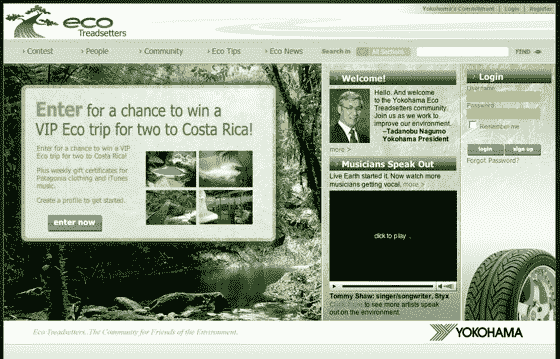 eco
Treadsetters
Yokohama's Commitment | Login | Register
› Contest › People › Community › Eco Tips › Eco News Search in All Sections FIND
Enter for a chance to win a
VIP Eco trip for two to Costa Rica!
Enter for a chance to win a VIP
Eco trip for two to Costa Rica!
Plus weekly gift certificates for
Patagonia clothing and iTunes
music.
Create a profile to get started.
enter now
› Welcome!
Hello. And welcome
to the Yokohama Eco
Treadsetters community.
Join us as we work to
improve our environment.
–Tadanobu Nagumo
Yokohama President
more >
Musicians Speak Out
Live Earth started it. Now watch more
musicians getting vocal. more >
click to play
Tommy Shaw: singer/songwriter, Styx
Click here to see more artists speak
out on the environment.
› Login
Username
Password
Remember me
login sign up
Forgot Password?
Eco Treadsetters. The Community for Friends of the Environment.
YOKOHAMA